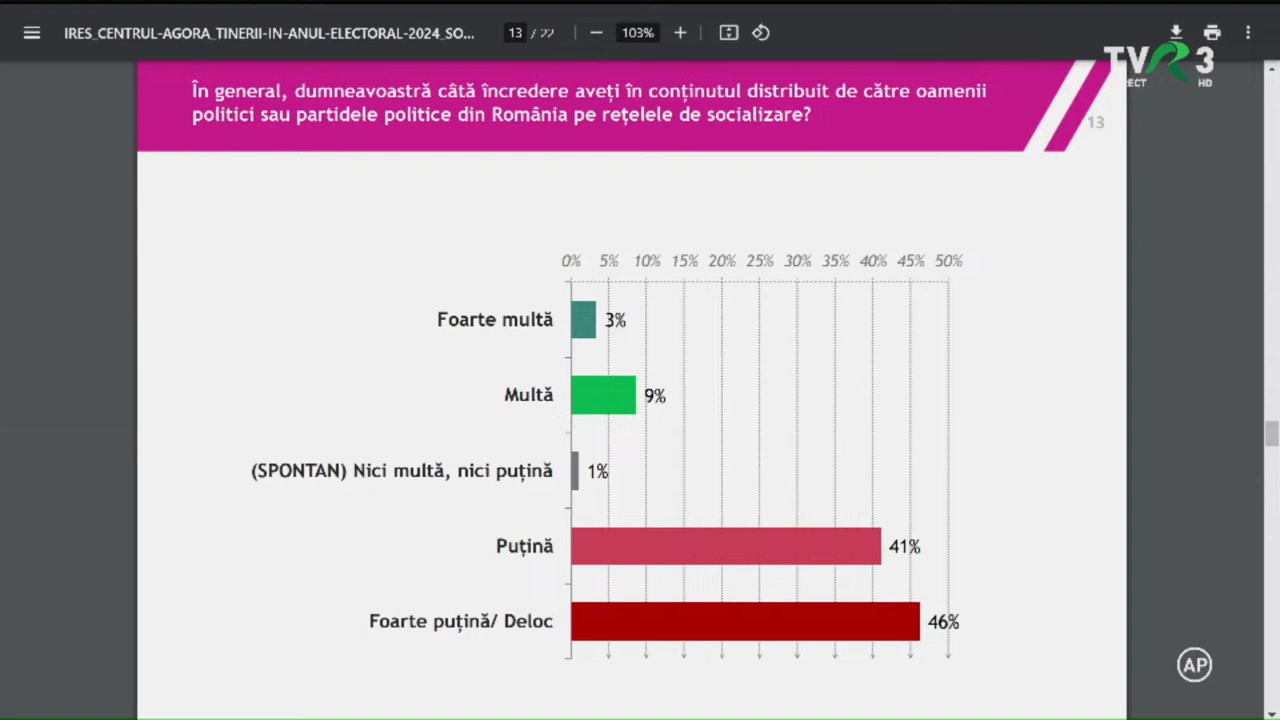 IRES_CENTRUL-AGORA_TINERII-IN-ANUL-ELECTORAL-2024_SO...
13 / 22
103%
TVR 3
RECT
HD
În general, dumneavoastră câtă încredere aveți în conținutul distribuit de către oamenii
politici sau partidele politice din România pe rețelele de socializare?
13
0% 5% 10% 15% 20% 25% 30% 35% 40% 45% 50%
Foarte multă 3%
Multă 9%
(SPONTAN) Nici multă, nici puțină 1%
Puțină 41%
Foarte puțină/ Deloc 46%
AP